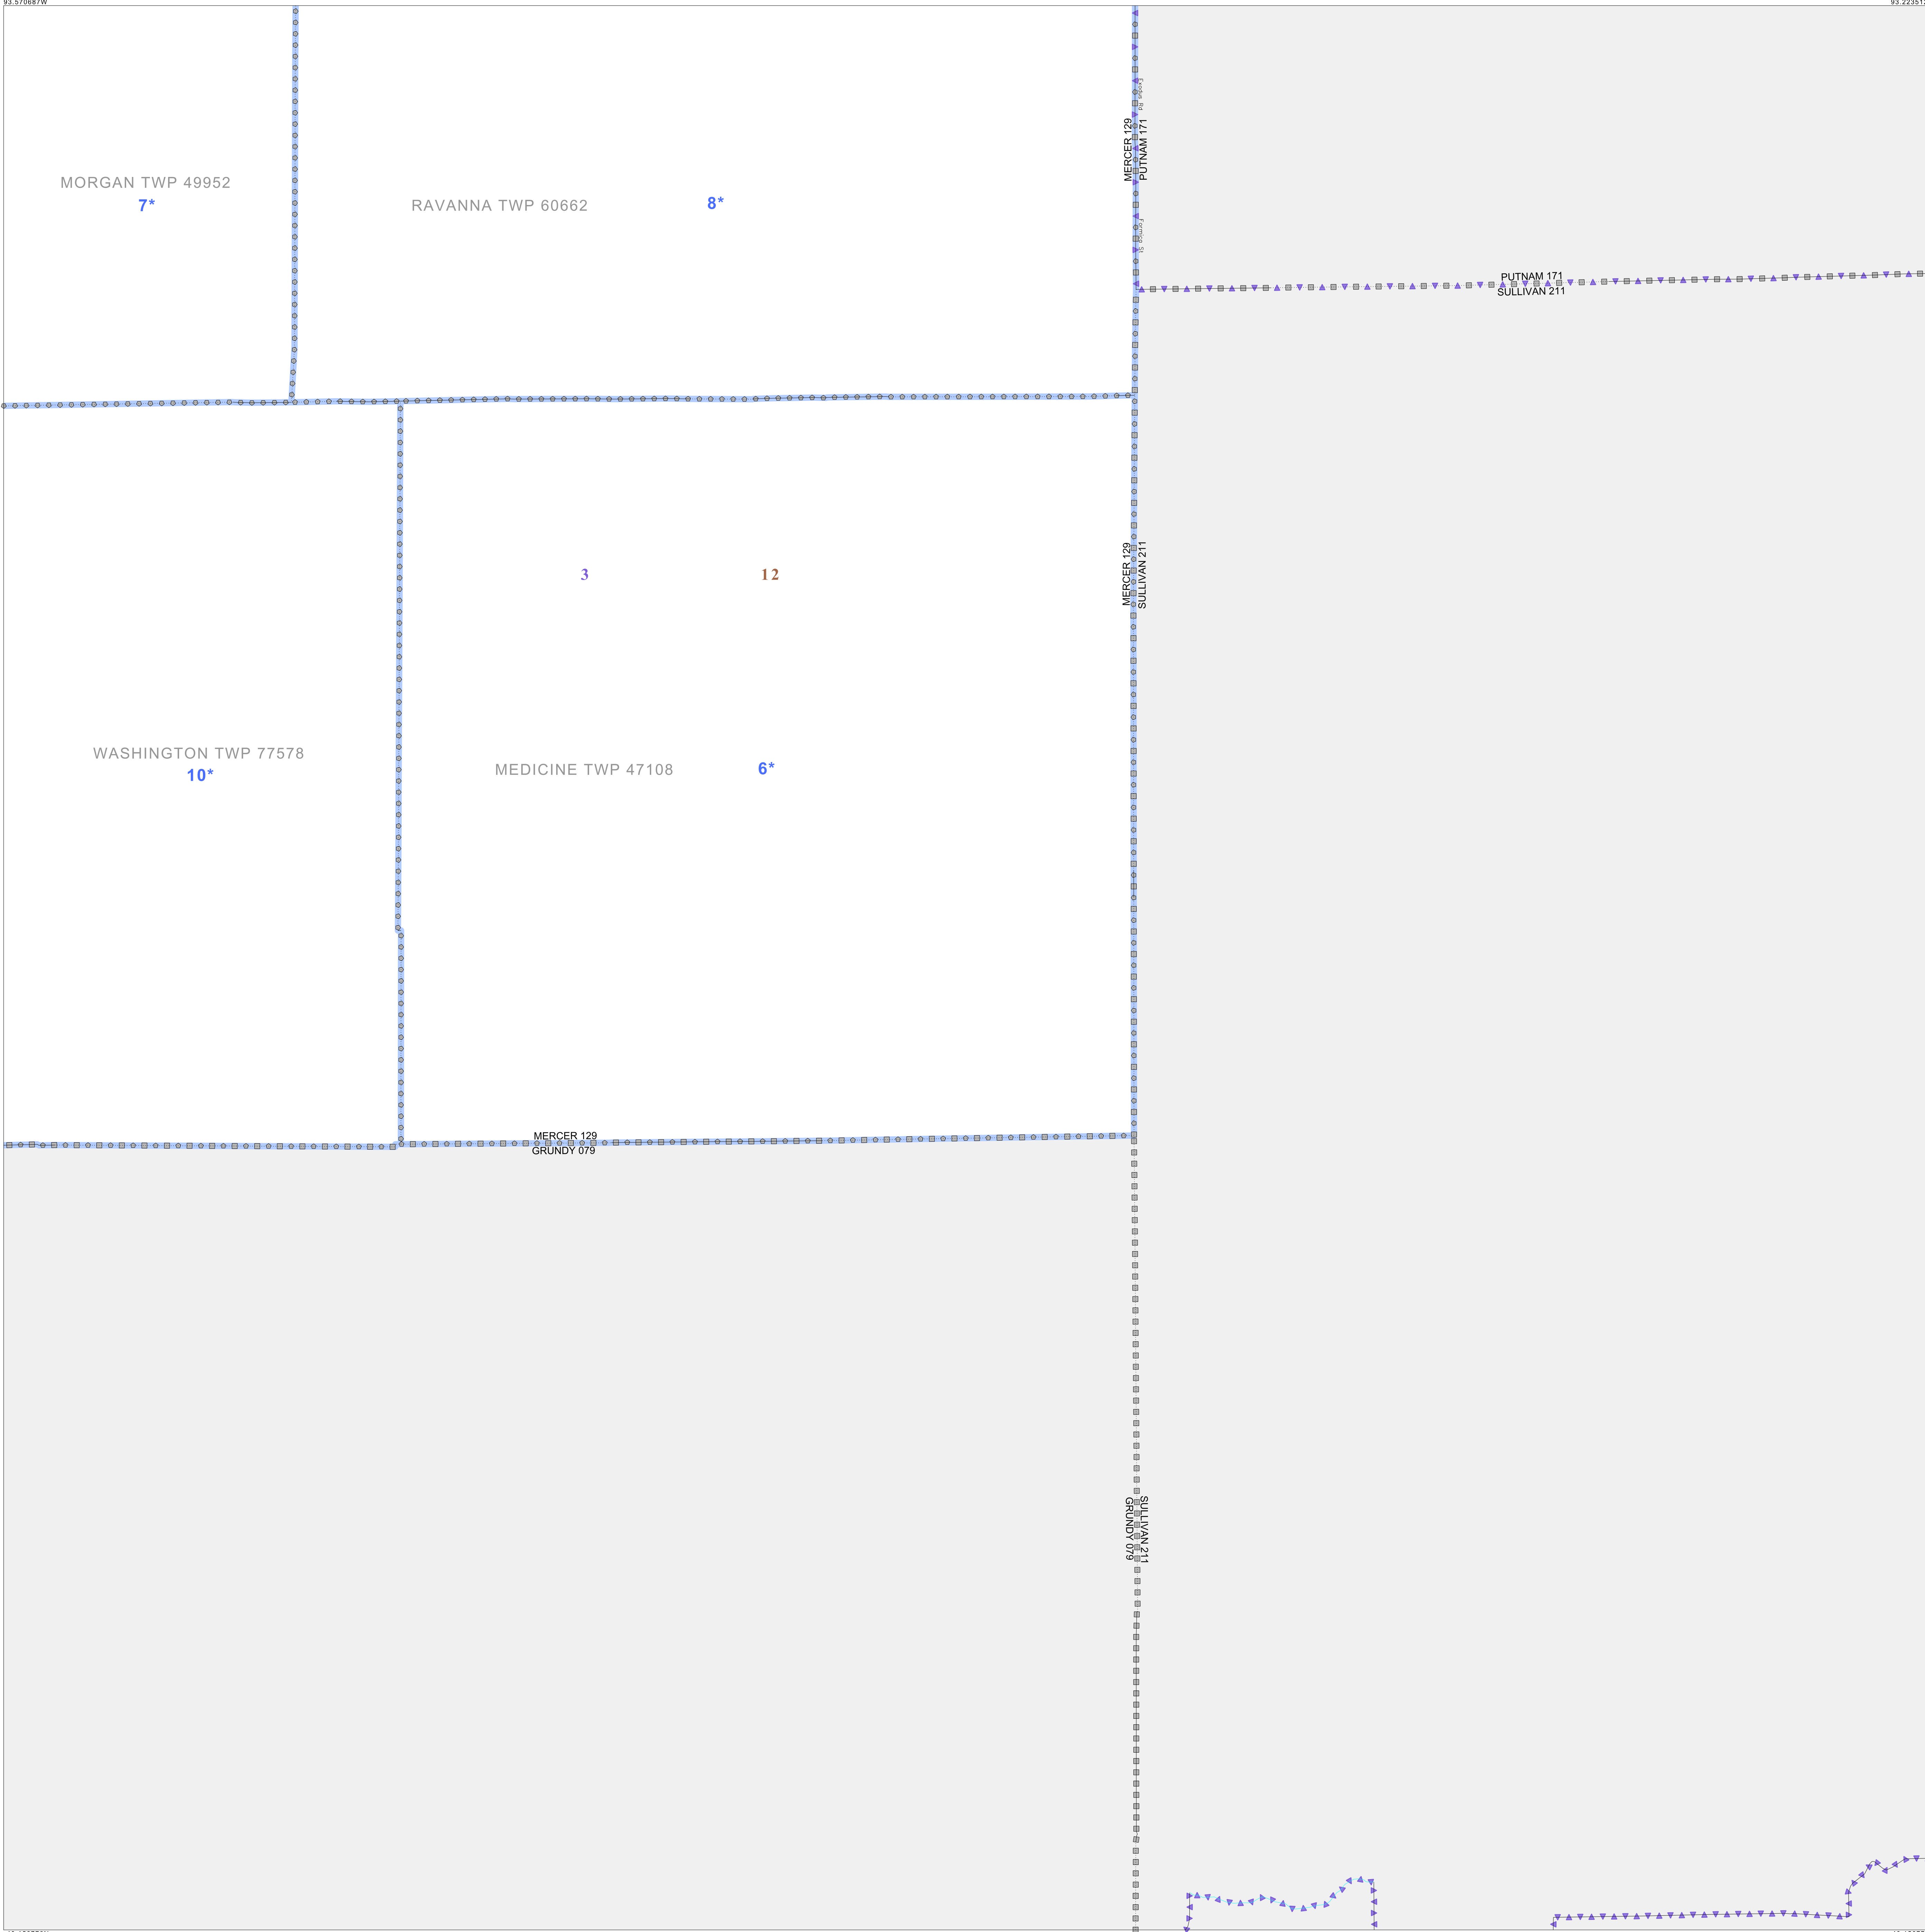 93.570687W
93.223512
MERCER 129
PUTNAM 171
MORGAN TWP 49952
7*
RAVANNA TWP 60662
8*
PUTNAM 171
SULLIVAN 211
3
12
MERCER 129
SULLIVAN 211
WASHINGTON TWP 77578
10*
MEDICINE TWP 47108
6*
MERCER 129
GRUNDY 079
SULLIVAN 211
GRUNDY 079